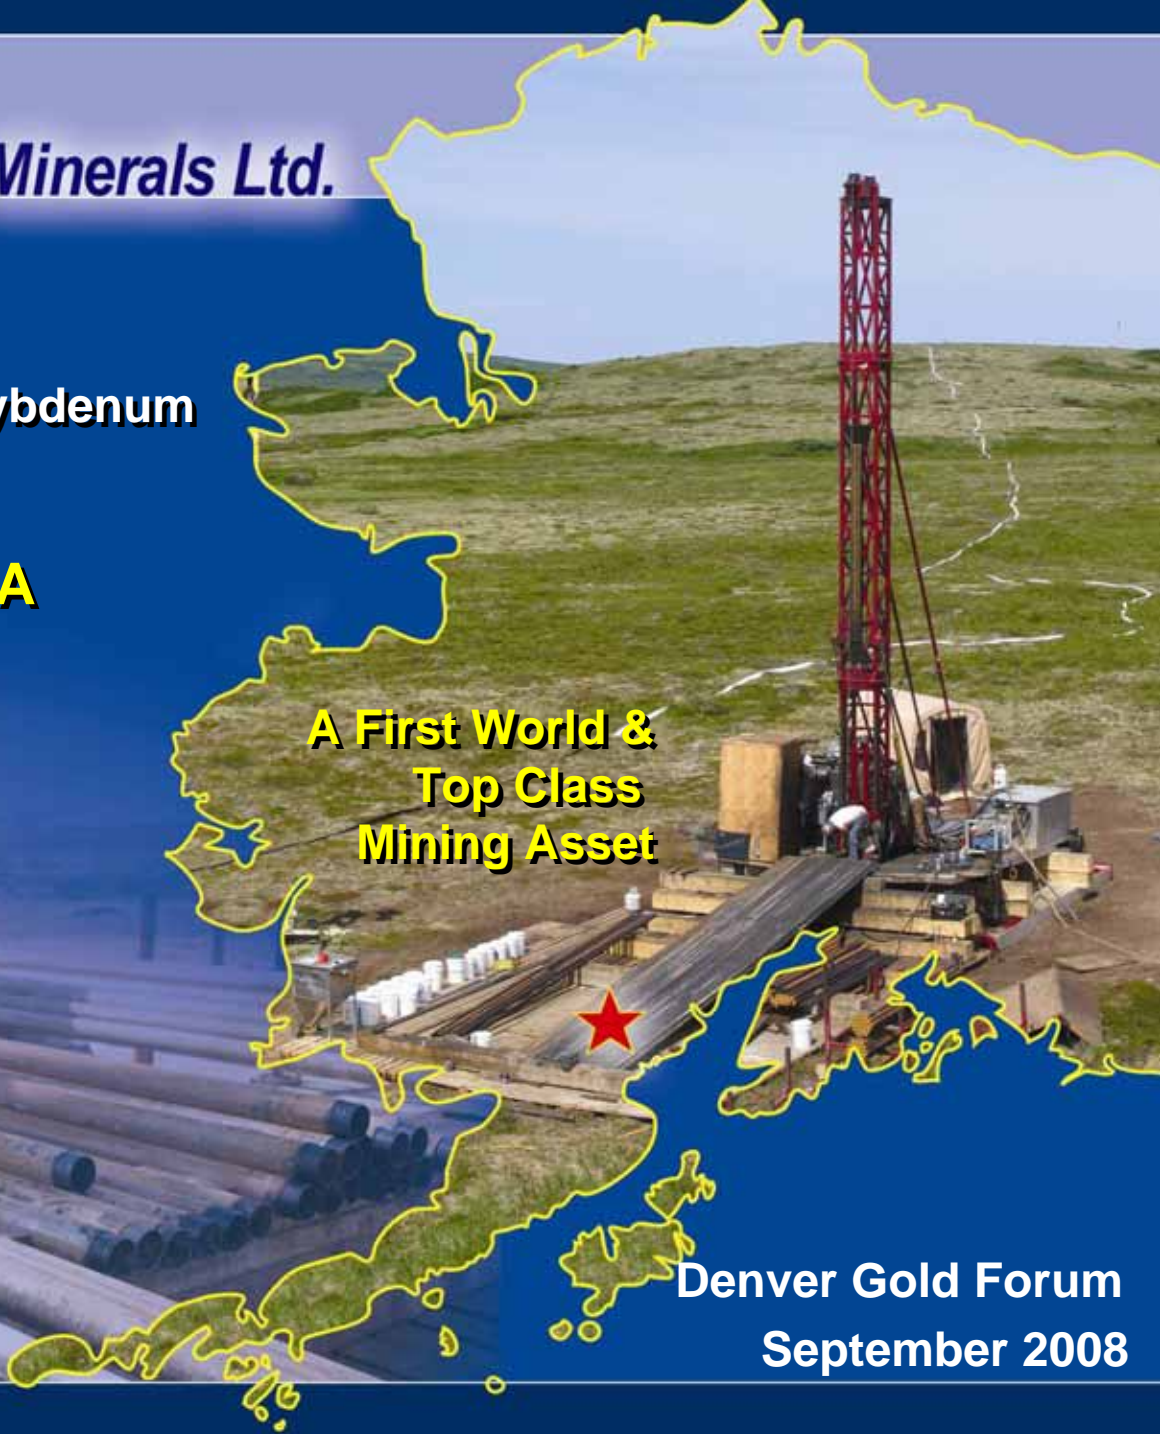 Minerals Ltd.
ybdenum
A
A First World &
Top Class
Mining Asset
Denver Gold Forum
September 2008